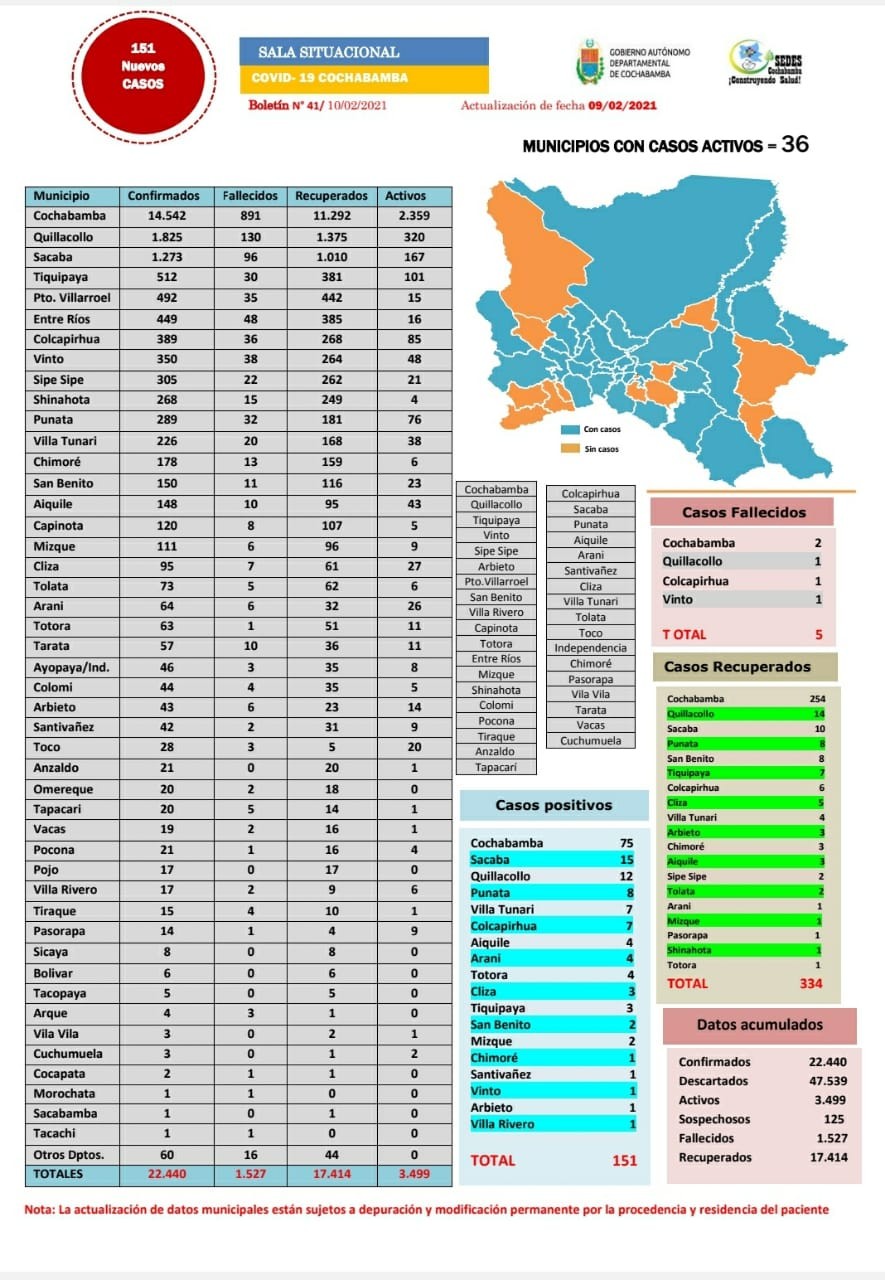 151
Nuevos
CASOS
SALA SITUACIONAL
COVID- 19 COCHABAMBA
Boletín N° 41/ 10/02/2021
Actualización de fecha 09/02/2021
GOBIERNO AUTÓNOMO
DEPARTAMENTAL
DE COCHABAMBA
SEDES
Cochabamba
¡Construyendo Salud!
MUNICIPIOS CON CASOS ACTIVOS = 36
Municipio Confirmados Fallecidos Recuperados Activos
Cochabamba 14.542 891 11.292 2.359
Quillacollo 1.825 130 1.375 320
Sacaba 1.273 96 1.010 167
Tiquipaya 512 30 381 101
Pto. Villarroel 492 35 442 15
Entre Ríos 449 48 385 16
Colcapirhua 389 36 268 85
Vinto 350 38 264 48
Sipe Sipe 305 22 262 21
Shinahota 268 15 249 4
Punata 289 32 181 76
Villa Tunari 226 20 168 38
Chimoré 178 13 159 6
San Benito 150 11 116 23
Aiquile 148 10 95 43
Capinota 120 8 107 5
Mizque 111 6 96 9
Cliza 95 7 61 27
Tolata 73 5 62 6
Arani 64 6 32 26
Totora 63 1 51 11
Tarata 57 10 36 11
Ayopaya/Ind. 46 3 35 8
Colomi 44 4 35 5
Arbieto 43 6 23 14
Santivañez 42 2 31 9
Toco 28 3 5 20
Anzaldo 21 0 20 1
Omereque 20 2 18 0
Tapacari 20 5 14 1
Vacas 19 2 16 1
Pocona 21 1 16 4
Pojo 17 0 17 0
Villa Rivero 17 2 9 6
Tiraque 15 4 10 1
Pasorapa 14 1 4 9
Sicaya 8 0 8 0
Bolivar 6 0 6 0
Tacopaya 5 0 5 0
Arque 4 3 1 0
Vila Vila 3 0 2 1
Cuchumuela 3 0 1 2
Cocapata 2 1 1 0
Morochata 1 1 0 0
Sacabamba 1 0 1 0
Tacachi 1 1 0 0
Otros Dptos. 60 16 44 0
TOTALES 22.440 1.527 17.414 3.499
Con casos
Sin casos
Cochabamba
Quillacollo
Tiquipaya
Vinto
Sipe Sipe
Arbieto
Pto.Villarroel
San Benito
Villa Rivero
Capinota
Totora
Entre Ríos
Mizque
Shinahota
Colomi
Pocona
Tiraque
Anzaldo
Tapacarí
Colcapirhua
Sacaba
Punata
Aiquile
Arani
Santivañez
Cliza
Villa Tunari
Tolata
Toco
Independencia
Chimoré
Pasorapa
Vila Vila
Tarata
Vacas
Cuchumuela
Casos Fallecidos
Cochabamba 2
Quillacollo 1
Colcapirhua 1
Vinto 1
T OTAL 5
Casos Recuperados
Cochabamba 254
Quillacollo 14
Sacaba 10
Punata 8
San Benito 8
Tiquipaya 7
Colcapirhua 6
Cliza 5
Villa Tunari 4
Arbieto 3
Chimoré 3
Aiquile 3
Sipe Sipe 2
Tolata 2
Arani 1
Mizque 1
Pasorapa 1
Shinahota 1
Totora 1
TOTAL 334
Casos positivos
Cochabamba 75
Sacaba 15
Quillacollo 12
Punata 8
Villa Tunari 7
Colcapirhua 7
Aiquile 4
Arani 4
Totora 4
Cliza 3
Tiquipaya 3
San Benito 2
Mizque 2
Chimoré 1
Santivañez 1
Vinto 1
Arbieto 1
Villa Rivero 1
TOTAL 151
Datos acumulados
Confirmados 22.440
Descartados 47.539
Activos 3.499
Sospechosos 125
Fallecidos 1.527
Recuperados 17.414
Nota: La actualización de datos municipales están sujetos a depuración y modificación permanente por la procedencia y residencia del paciente